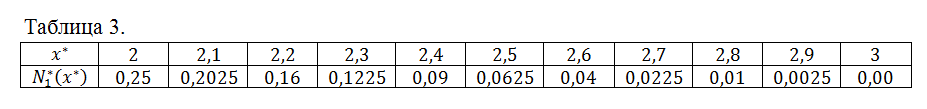 Таблица 3.
x* 2 2,1 2,2 2,3 2,4 2,5 2,6 2,7 2,8 2,9 3
N₁*(x*) 0,25 0,2025 0,16 0,1225 0,09 0,0625 0,04 0,0225 0,01 0,0025 0,00